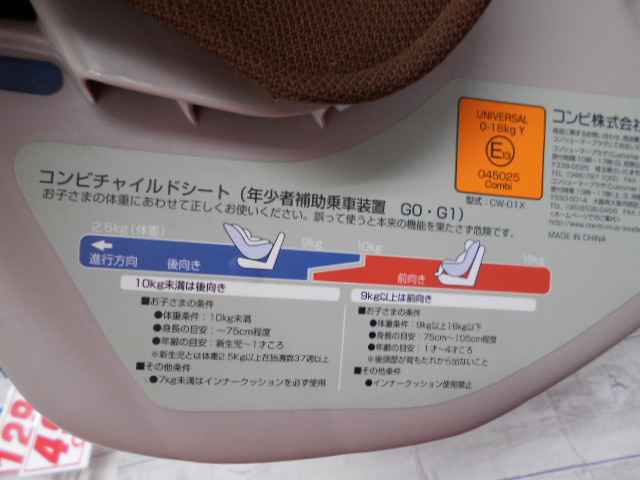 コンビチャイルドシート（年少者補助乗車装置 G0・G1）
お子さまの体重にあわせて正しくお使いください。誤って使うと本来の機能を果たさず危険です。
2.5kg（体重）
9kg
10kg
18kg
進行方向 後向き
前向き
10kg未満は後向き
■お子さまの条件
●体重条件：10kg未満
●身長の目安：～75cm程度
●年齢の目安：新生児～1才ころ
※新生児とは体重2.5Kg以上在胎週数37週以上
■その他条件
●7kg未満はインナークッションを必ず使用
9kg以上は前向き
■お子さまの条件
●体重条件：9kg以上18kg以下
●身長の目安：75cm～105cm程度
●年齢の目安：1才～4才ころ
※後頭部が背もたれから出ないこと
■その他の条件
●インナークッション使用禁止
UNIVERSAL
0-18kg Y
E13
045025
Combi
型式：CW-01X
コンビ株式会社
MADE IN CHINA
129